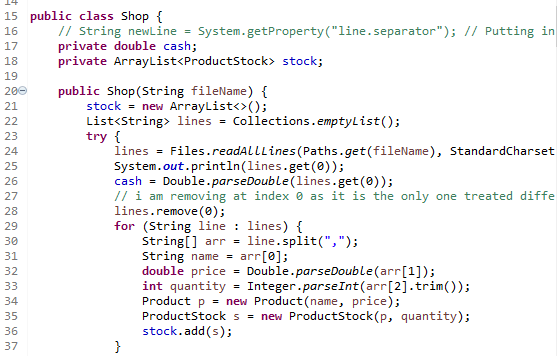 15 public class Shop {
16     // String newLine = System.getProperty("line.separator"); // Putting in
17     private double cash;
18     private ArrayList<ProductStock> stock;
19
20     public Shop(String fileName) {
21         stock = new ArrayList<>();
22         List<String> lines = Collections.emptyList();
23         try {
24             lines = Files.readAllLines(Paths.get(fileName), StandardCharset
25             System.out.println(lines.get(0));
26             cash = Double.parseDouble(lines.get(0));
27             // i am removing at index 0 as it is the only one treated diffe
28             lines.remove(0);
29             for (String line : lines) {
30                 String[] arr = line.split(",");
31                 String name = arr[0];
32                 double price = Double.parseDouble(arr[1]);
33                 int quantity = Integer.parseInt(arr[2].trim());
34                 Product p = new Product(name, price);
35                 ProductStock s = new ProductStock(p, quantity);
36                 stock.add(s);
37             }